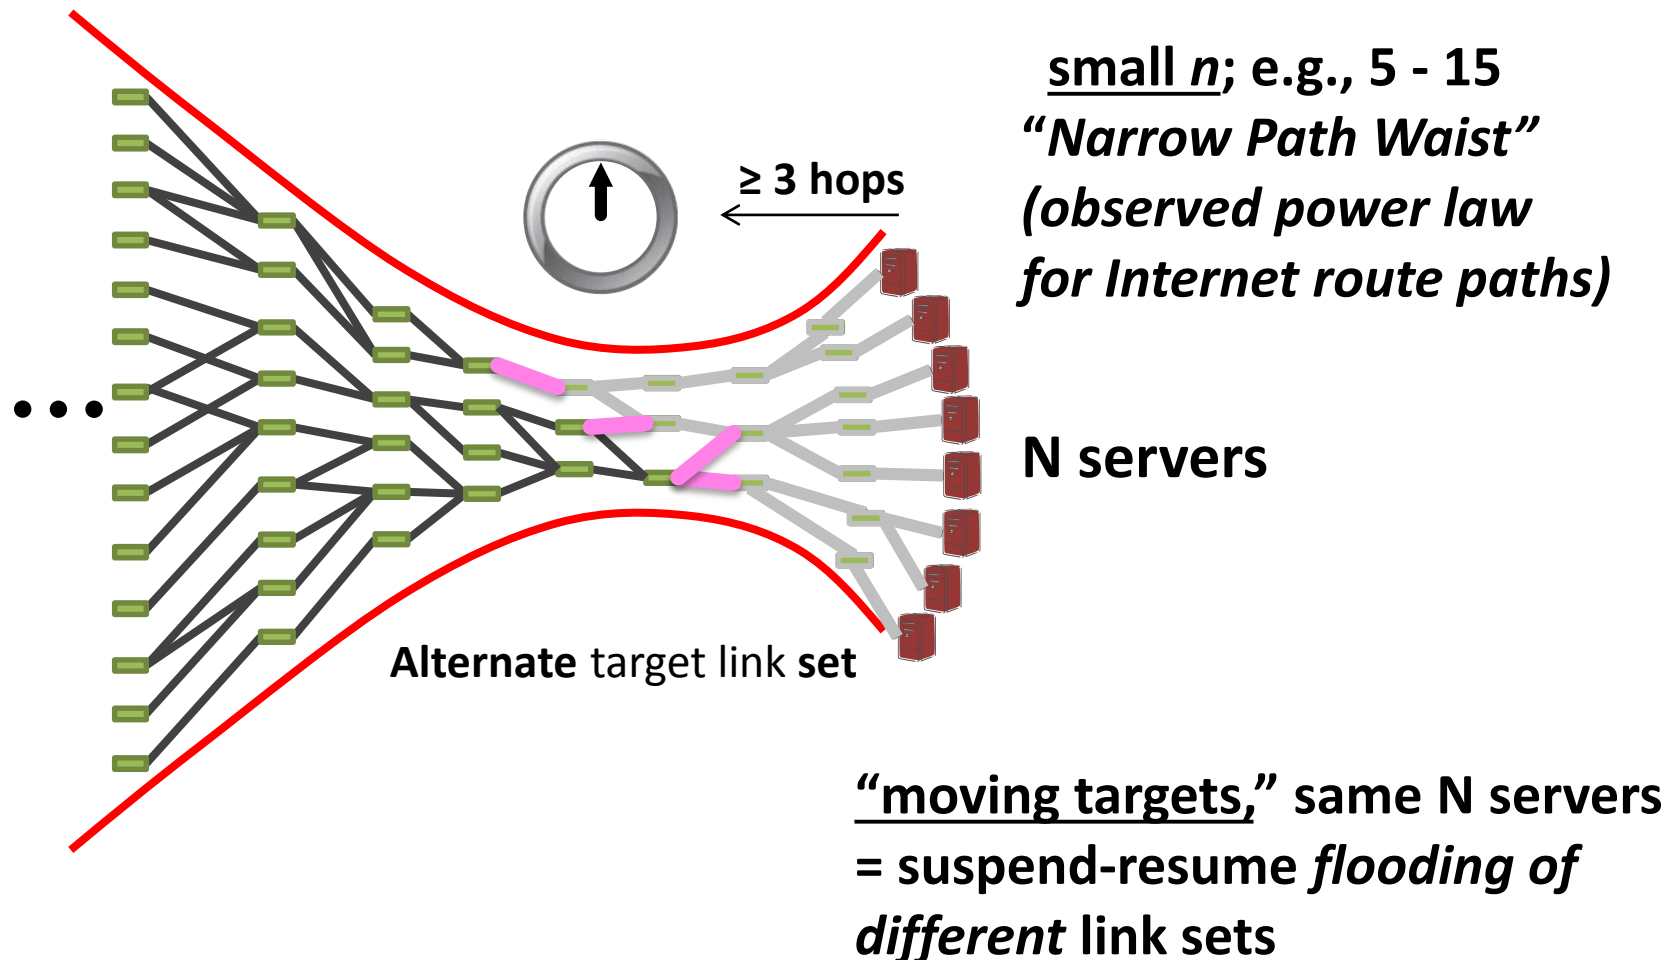 small n; e.g., 5 - 15
“Narrow Path Waist”
(observed power law
for Internet route paths)
≥ 3 hops
N servers
Alternate target link set
“moving targets,” same N servers
= suspend-resume flooding of
different link sets